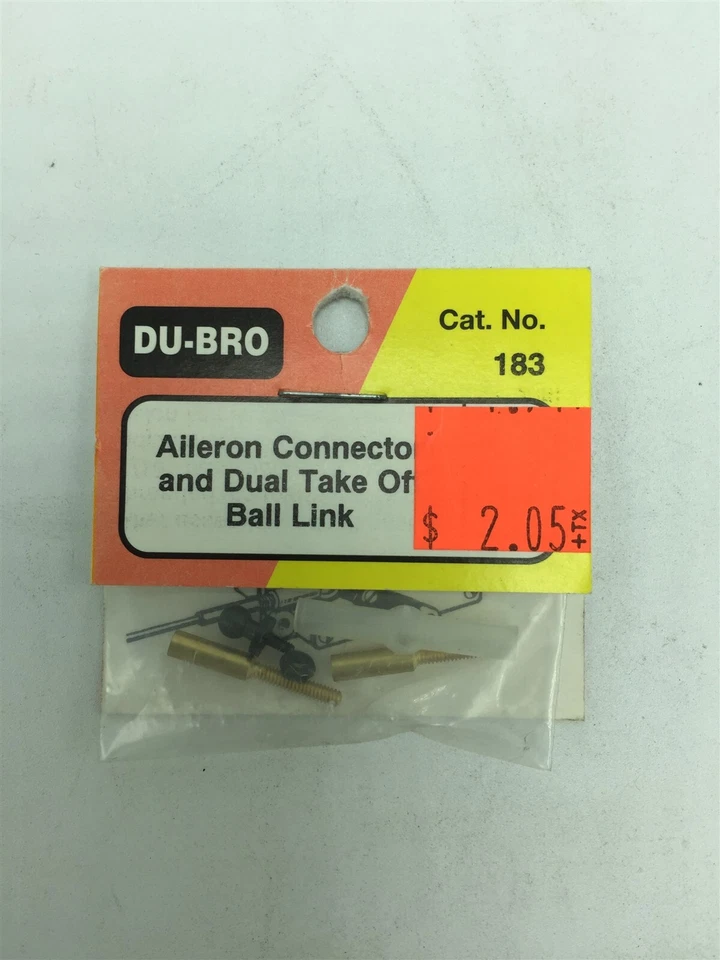 DU-BRO
Cat. No.
183
Aileron Connecto
and Dual Take Of
Ball Link
$ 2.05
+TX